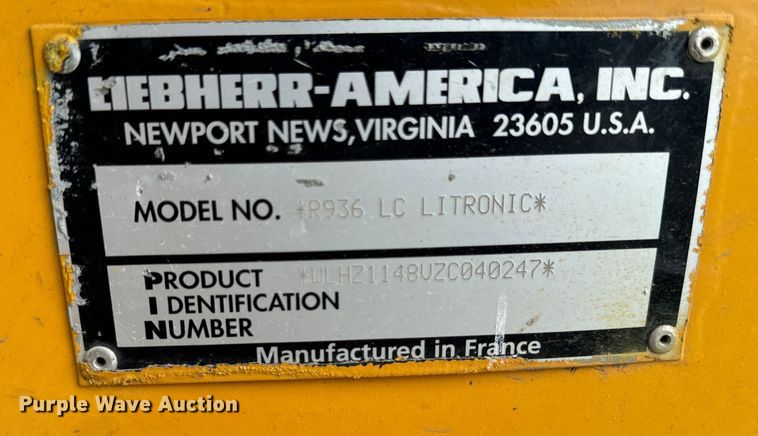 LIEBHERR-AMERICA, INC.
NEWPORT NEWS, VIRGINIA 23605 U.S.A.
MODEL NO. *R936 LC LITRONIC*
PRODUCT *WLHZ1148VZC040247*
IDENTIFICATION
NUMBER
Manufactured in France
Purple Wave Auction